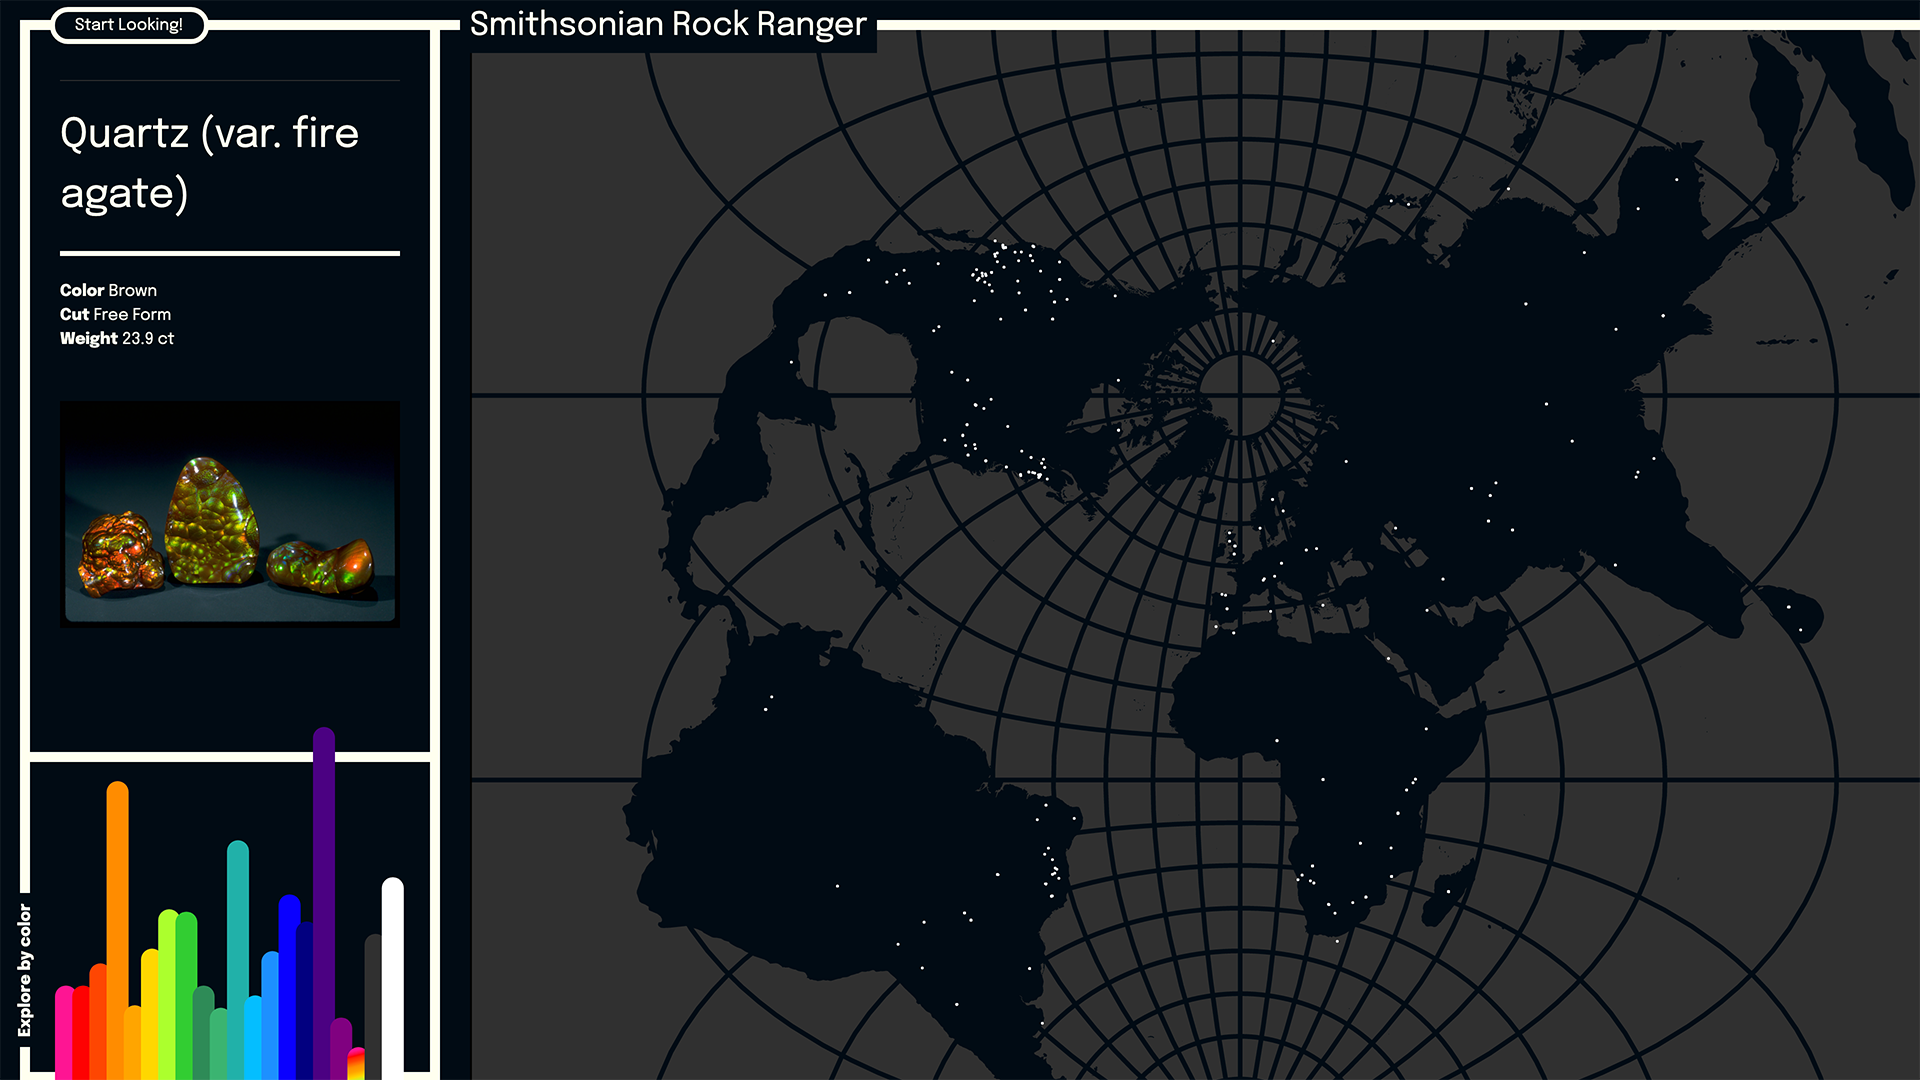 Start Looking!
Smithsonian Rock Ranger
Quartz (var. fire
agate)
Color Brown
Cut Free Form
Weight 23.9 ct
Explore by color